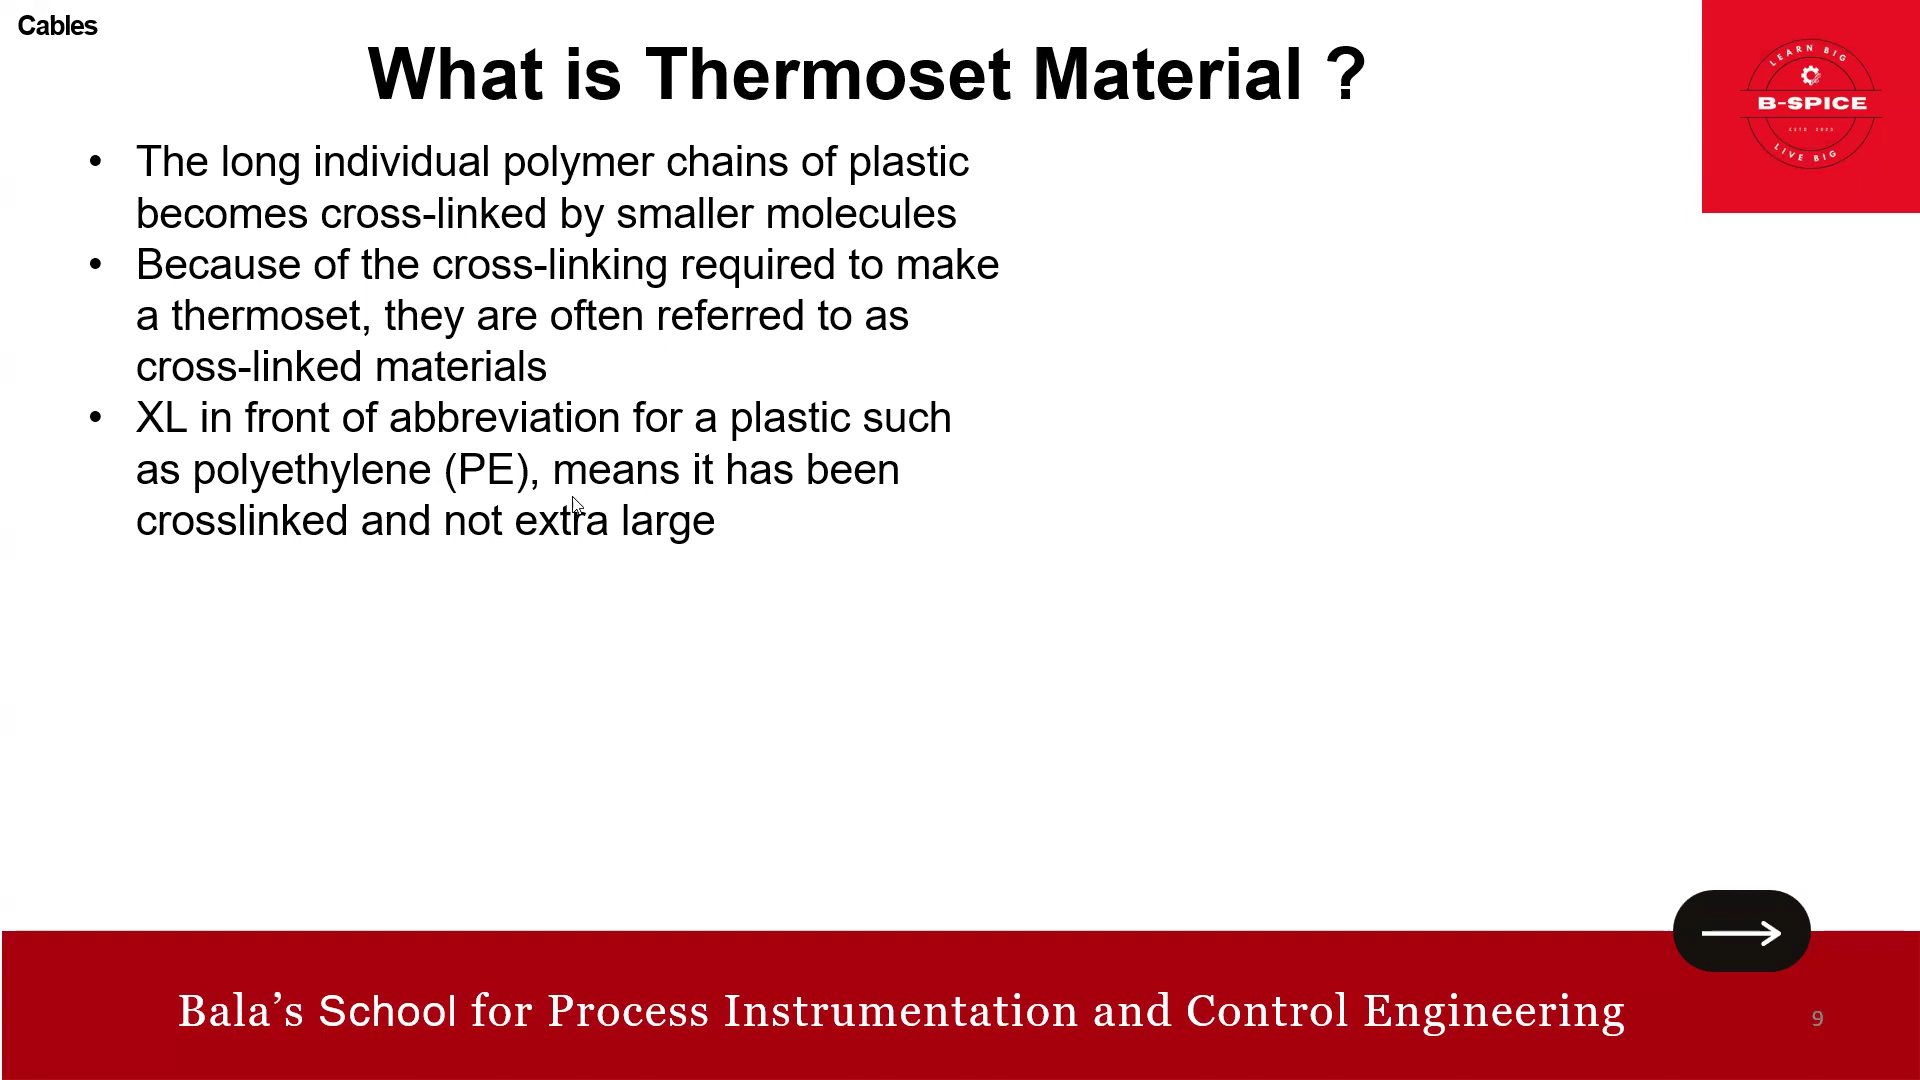 Cables
What is Thermoset Material ?
LEARN BIG
B-SPICE
ESTD 2023
LIVE BIG
• The long individual polymer chains of plastic
becomes cross-linked by smaller molecules
• Because of the cross-linking required to make
a thermoset, they are often referred to as
cross-linked materials
• XL in front of abbreviation for a plastic such
as polyethylene (PE), means it has been
crosslinked and not extra large
Bala’s School for Process Instrumentation and Control Engineering
9